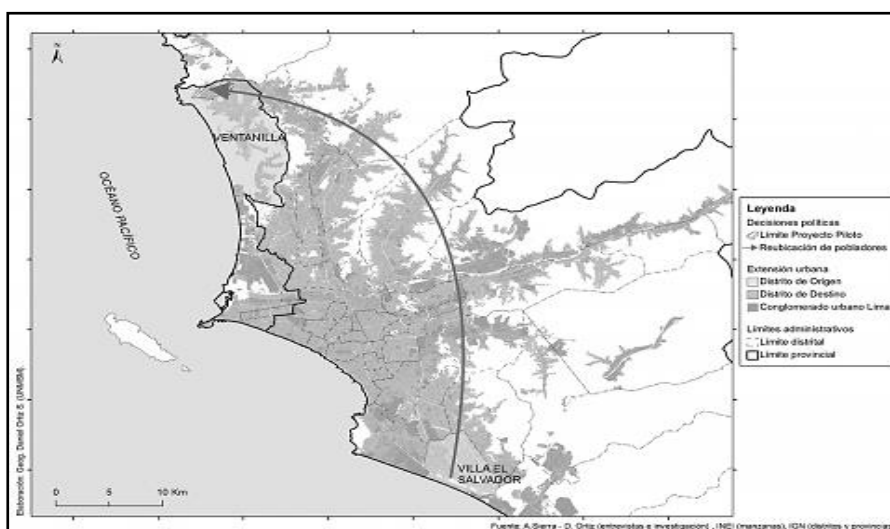 N
VENTANILLA
OCÉANO PACÍFICO
VILLA EL
SALVADOR
0 5 10 Km
Leyenda
Decisiones políticas
Límite Proyecto Piloto
Reubicación de pobladores
Extensión urbana
Distrito de Origen
Distrito de Destino
Conglomerado urbano Lima
Límites administrativos
Límite distrital
Límite provincial
Elaboración: Geog. Daniel Ortiz S. (UNMSM)
Fuente: A.Sierra - D. Ortiz (entrevistas e investigación) , INEI (manzanas), IGN (distritos y provincias